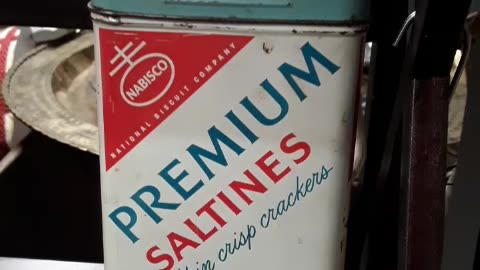 NABISCO
NATIONAL BISCUIT COMPANY
PREMIUM
SALTINES
crisp crackers